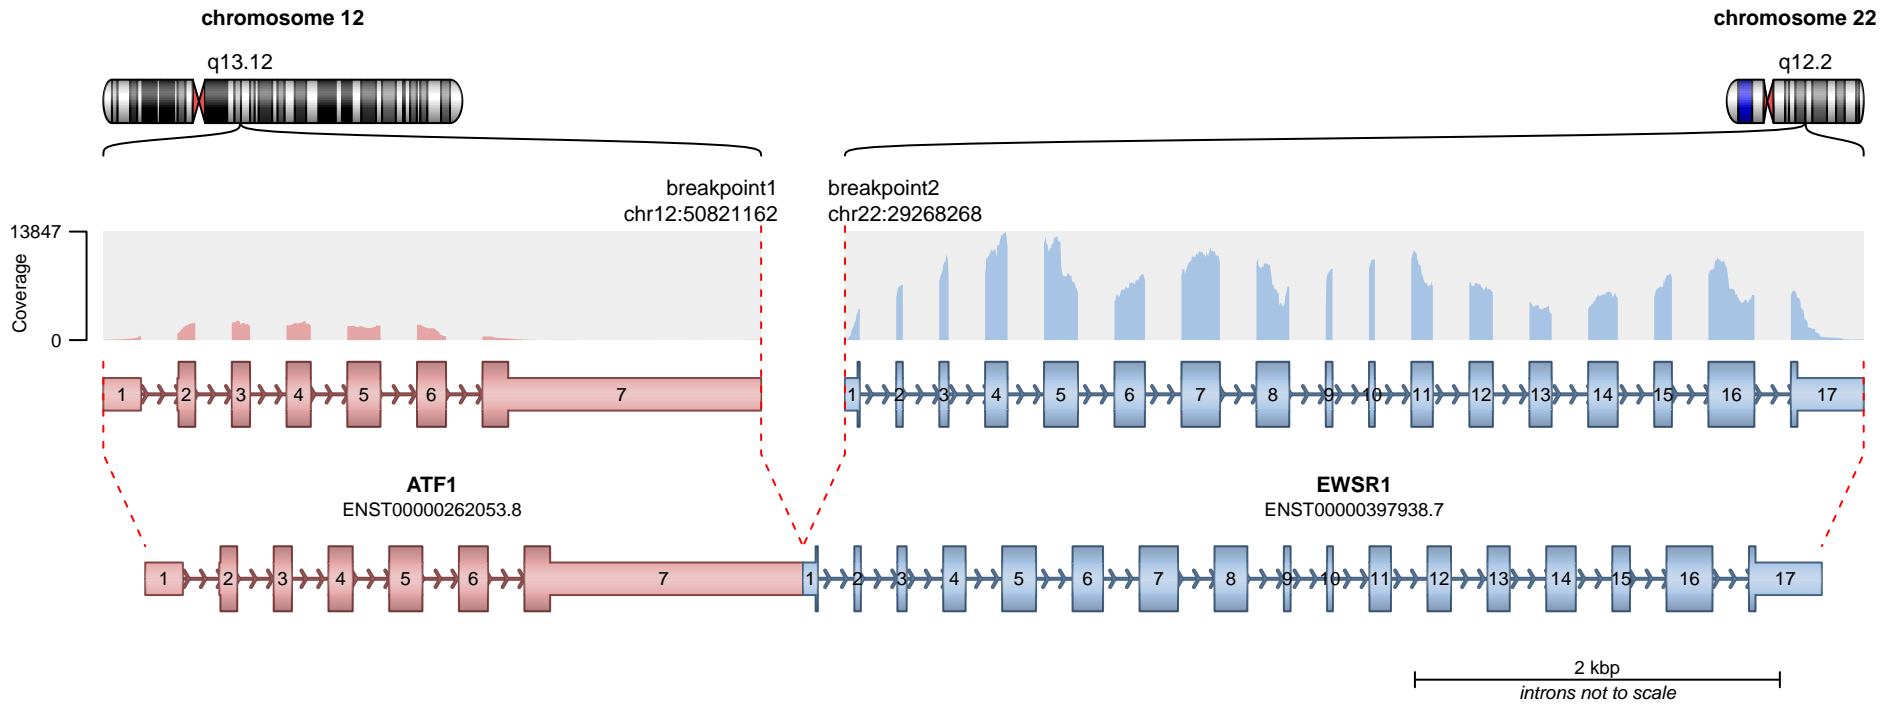 chromosome 12
chromosome 22
q13.12
q12.2
breakpoint1
chr12:50821162
breakpoint2
chr22:29268268
13847
Coverage
0
1 2 3 4 5 6 7
1 2 3 4 5 6 7 8 9 10 11 12 13 14 15 16 17
ATF1
ENST00000262053.8
EWSR1
ENST00000397938.7
1 2 3 4 5 6 7 1 2 3 4 5 6 7 8 9 10 11 12 13 14 15 16 17
2 kbp
introns not to scale